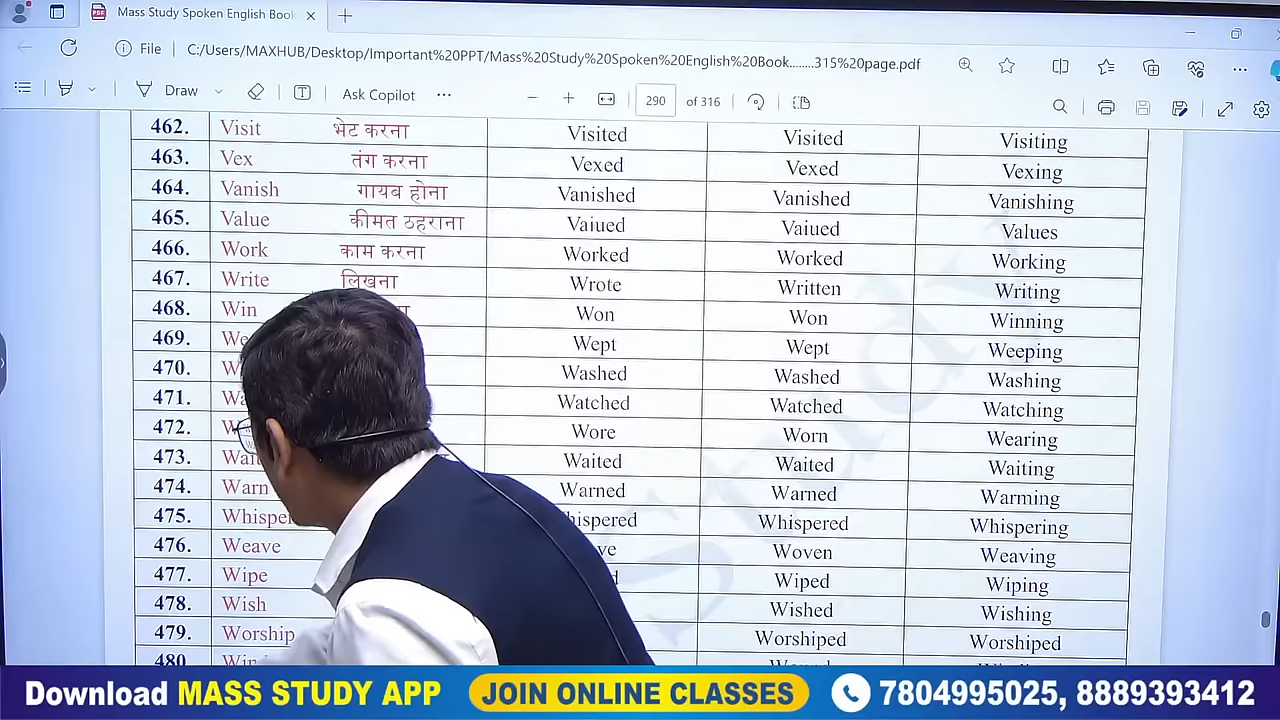 Mass Study Spoken English Book
File C:/Users/MAXHUB/Desktop/Important%20PPT/Mass%20Study%20Spoken%20English%20Book........315%20page.pdf
Draw Ask Copilot 290 of 316
462. Visit भेट करना Visited Visited Visiting
463. Vex तंग करना Vexed Vexed Vexing
464. Vanish गायब होना Vanished Vanished Vanishing
465. Value कीमत ठहराना Vaiued Vaiued Values
466. Work काम करना Worked Worked Working
467. Write लिखना Wrote Written Writing
468. Win Won Won Winning
469. Wept Wept Weeping
470. Washed Washed Washing
471. Watched Watched Watching
472. Wore Worn Wearing
473. Waited Waited Waiting
474. Warn Warned Warned Warming
475. Whisper Whispered Whispered Whispering
476. Weave Woven Weaving
477. Wipe Wiped Wiping
478. Wish Wished Wishing
479. Worship Worshiped Worshiped
480.
Study
Download MASS STUDY APP JOIN ONLINE CLASSES 7804995025, 8889393412